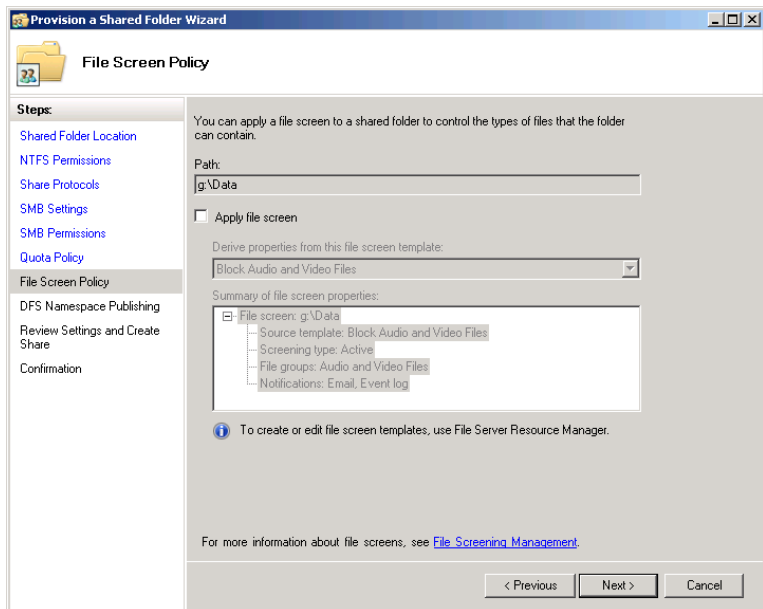 Provision a Shared Folder Wizard
File Screen Policy
Steps:
Shared Folder Location
NTFS Permissions
Share Protocols
SMB Settings
SMB Permissions
Quota Policy
File Screen Policy
DFS Namespace Publishing
Review Settings and Create
Share
Confirmation
You can apply a file screen to a shared folder to control the types of files that the folder
can contain.
Path:
g:\Data
Apply file screen
Derive properties from this file screen template:
Block Audio and Video Files
Summary of file screen properties:
File screen: g:\Data
Source template: Block Audio and Video Files
Screening type: Active
File groups: Audio and Video Files
Notifications: Email, Event log
To create or edit file screen templates, use File Server Resource Manager.
For more information about file screens, see File Screening Management.
< Previous
Next >
Cancel